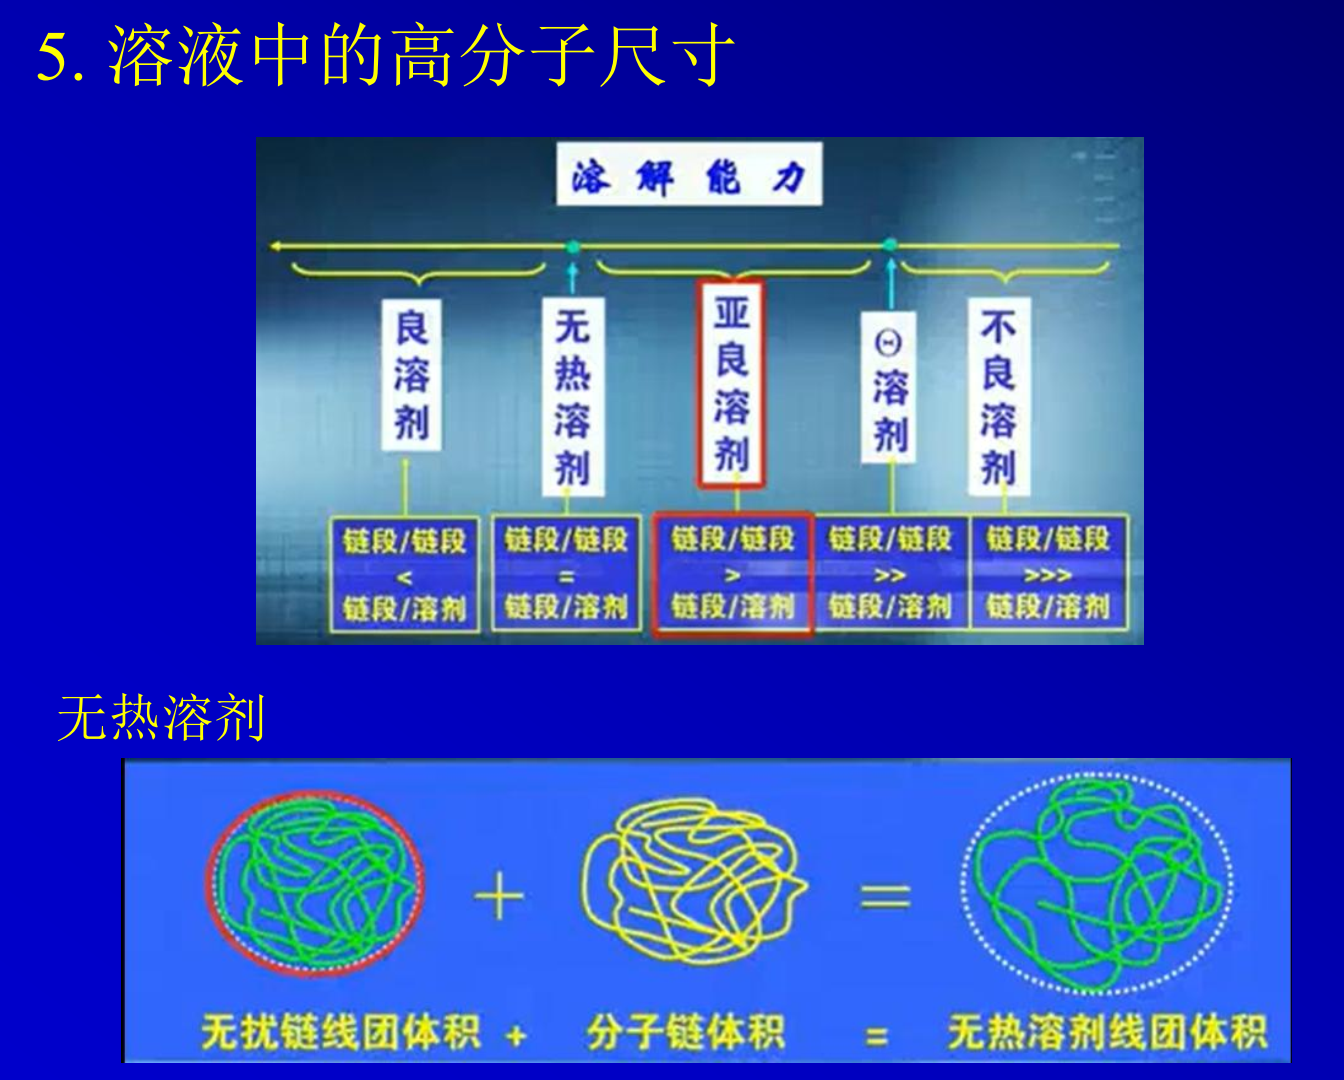 5. 溶液中的高分子尺寸
溶解能力
良溶剂
无热溶剂
亚良溶剂
Θ溶剂
不良溶剂
链段/链段
<
链段/溶剂
链段/链段
=
链段/溶剂
链段/链段
>
链段/溶剂
链段/链段
>>
链段/溶剂
链段/链段
>>>
链段/溶剂
无热溶剂
+ =
无扰链线团体积 + 分子链体积 = 无热溶剂线团体积